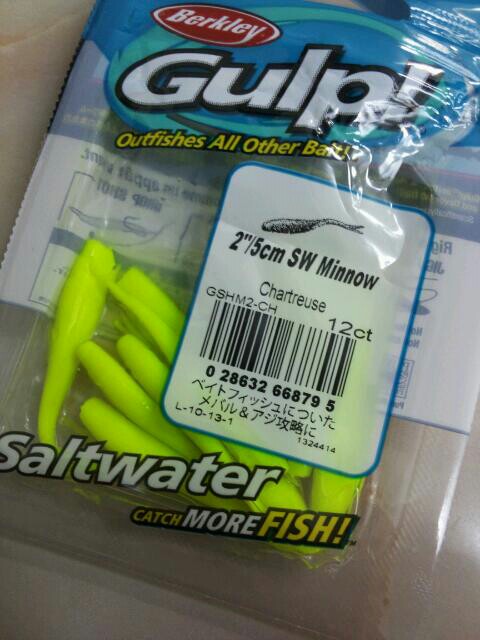 Berkley
Gulp!
Outfishes All Other Bait!
DROP SHOT
2"/5cm SW Minnow
Chartreuse
GSHM2-CH
12ct
0 28632 66879 5
ベイトフィッシュについた
メバル&アジ攻略に
L-10-13-1
1324414
Saltwater
CATCH MORE FISH!